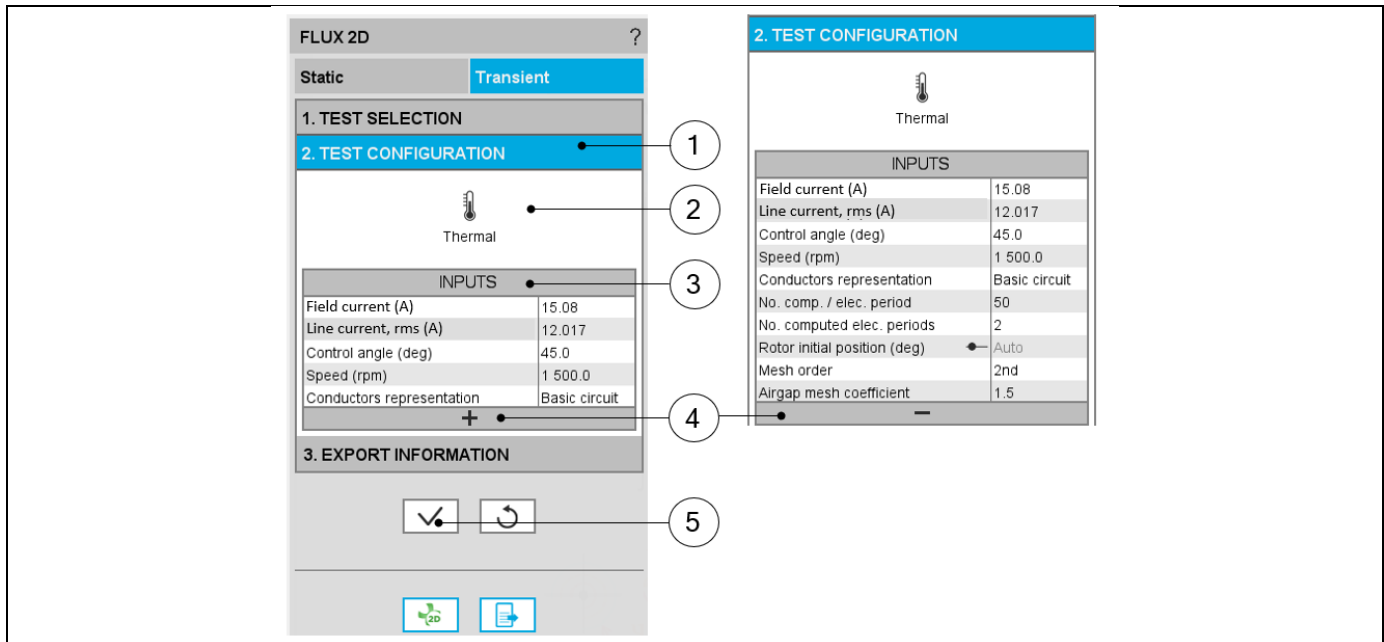 FLUX 2D ?
Static Transient
1. TEST SELECTION
2. TEST CONFIGURATION
Thermal
INPUTS
Field current (A) 15.08
Line current, rms (A) 12.017
Control angle (deg) 45.0
Speed (rpm) 1 500.0
Conductors representation Basic circuit
+
3. EXPORT INFORMATION
2D
1
2
3
4
5
2. TEST CONFIGURATION
Thermal
INPUTS
Field current (A) 15.08
Line current, rms (A) 12.017
Control angle (deg) 45.0
Speed (rpm) 1 500.0
Conductors representation Basic circuit
No. comp. / elec. period 50
No. computed elec. periods 2
Rotor initial position (deg) Auto
Mesh order 2nd
Airgap mesh coefficient 1.5
−